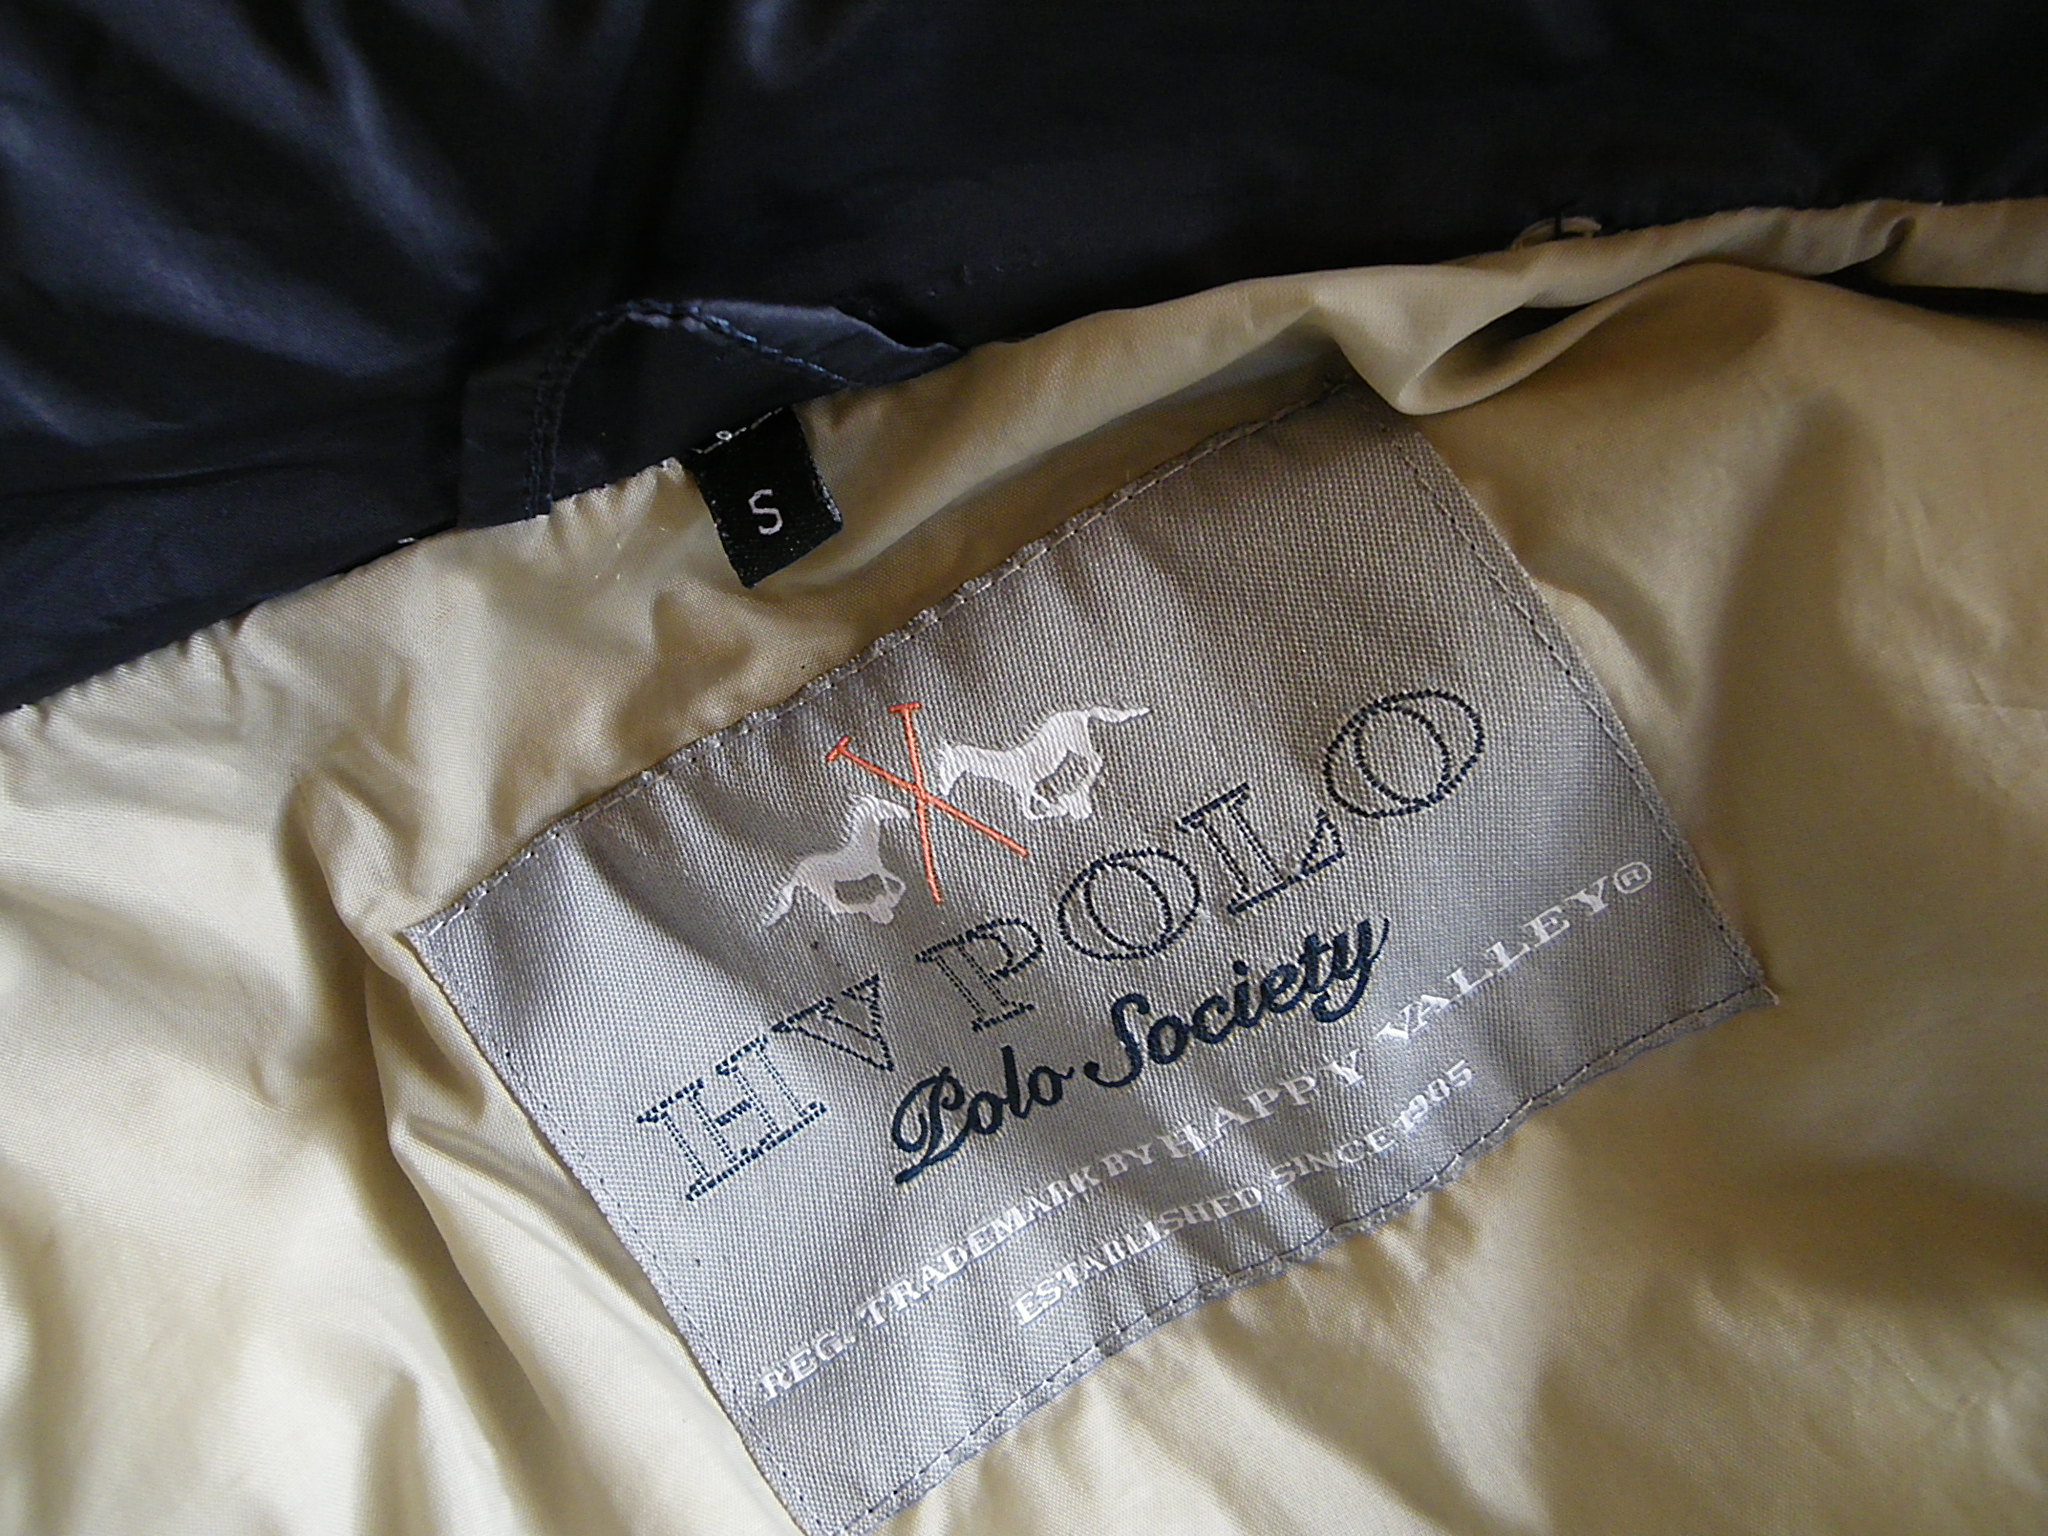 S
HV POLO
Polo Society
REG. TRADEMARK BY HAPPY VALLEY®
ESTABLISHED SINCE 1905